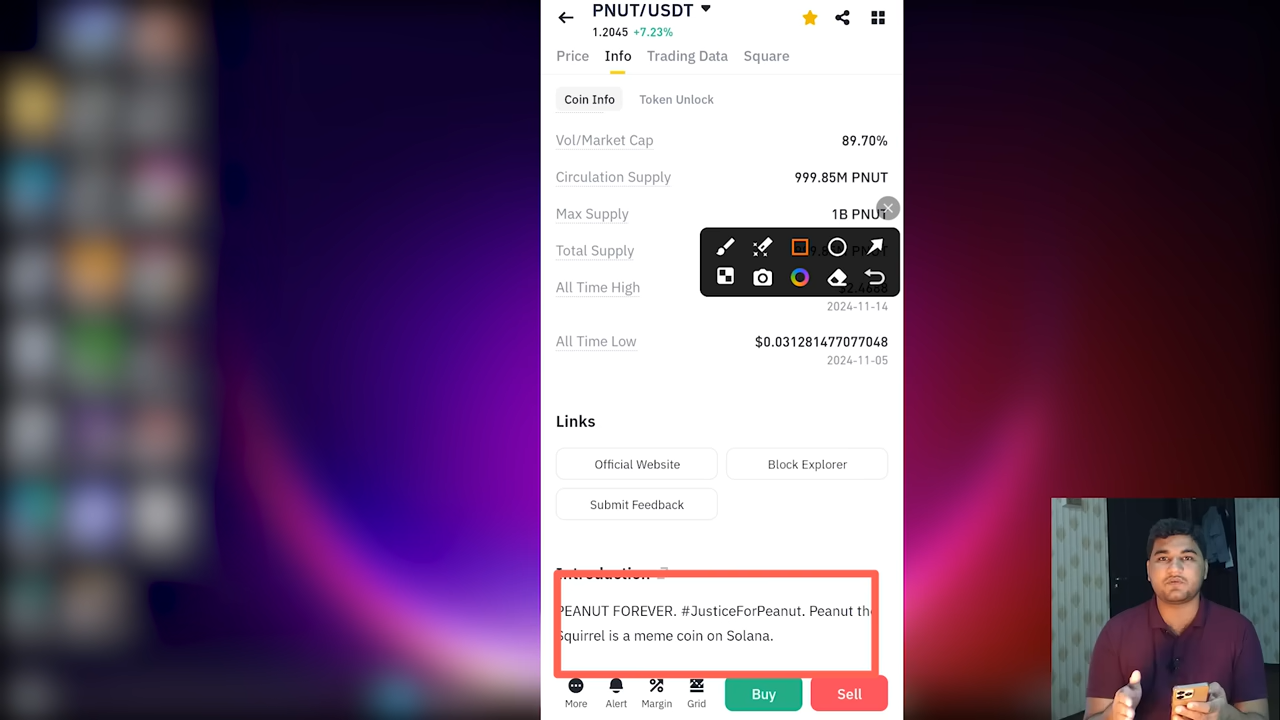 PNUT/USDT
1.2045 +7.23%
Price Info Trading Data Square
Coin Info Token Unlock
Vol/Market Cap 89.70%
Circulation Supply 999.85M PNUT
Max Supply 1B PNUT
Total Supply
All Time High
2024-11-14
All Time Low $0.031281477077048
2024-11-05
Links
Official Website Block Explorer
Submit Feedback
Introduction
PEANUT FOREVER. #JusticeForPeanut. Peanut the
Squirrel is a meme coin on Solana.
More Alert Margin Grid Buy Sell